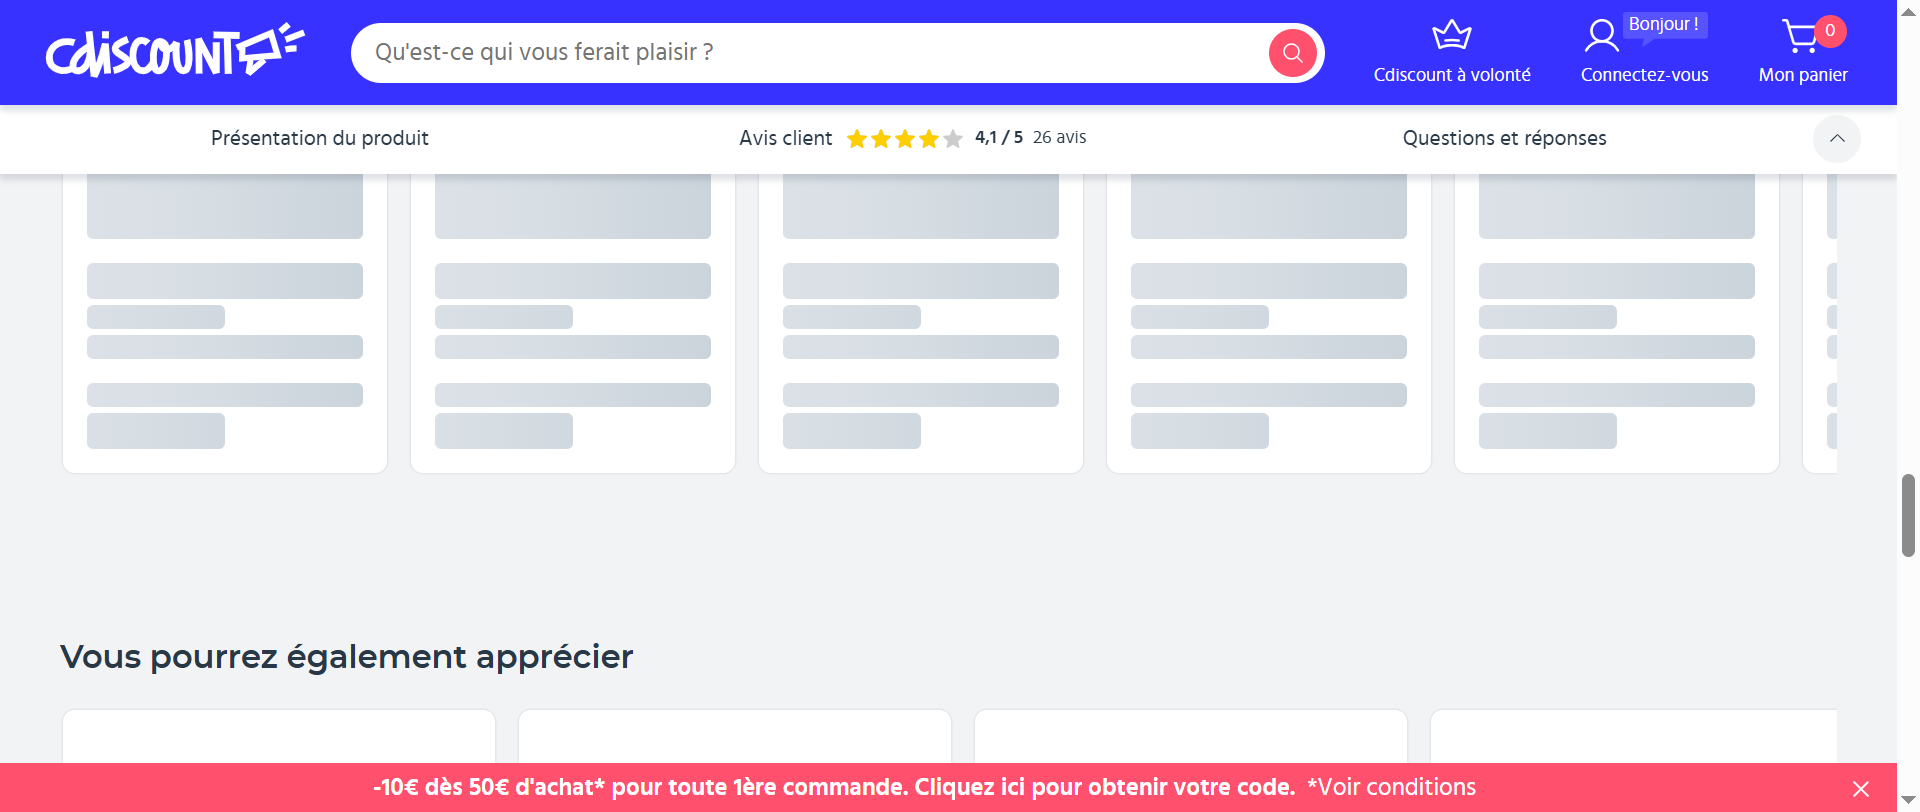 cdiscount
Qu'est-ce qui vous ferait plaisir ?
Cdiscount à volonté
Bonjour !
Connectez-vous
0
Mon panier
Présentation du produit
Avis client 4,1 / 5 26 avis
Questions et réponses
Vous pourrez également apprécier
-10€ dès 50€ d'achat* pour toute 1ère commande. Cliquez ici pour obtenir votre code. *Voir conditions